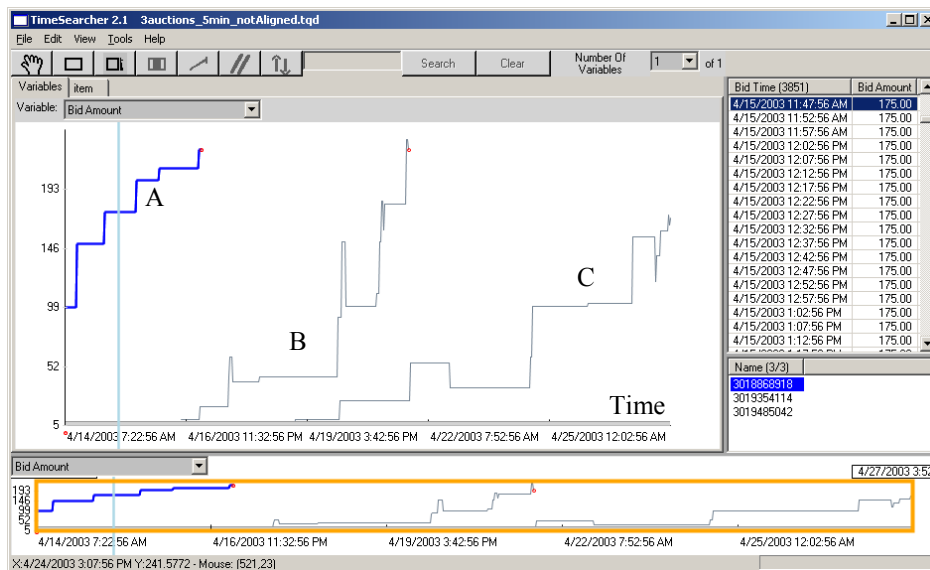 TimeSearcher 2.1 3auctions_5min_notAligned.tqd
File Edit View Tools Help
Search Clear Number Of Variables 1 of 1
Variables item
Variable: Bid Amount
193
146
99
52
5
A
B
C
Time
4/14/2003 7:22:56 AM 4/16/2003 11:32:56 PM 4/19/2003 3:42:56 PM 4/22/2003 7:52:56 AM 4/25/2003 12:02:56 AM
Bid Time (3851) Bid Amount
4/15/2003 11:47:56 AM 175.00
4/15/2003 11:52:56 AM 175.00
4/15/2003 11:57:56 AM 175.00
4/15/2003 12:02:56 PM 175.00
4/15/2003 12:07:56 PM 175.00
4/15/2003 12:12:56 PM 175.00
4/15/2003 12:17:56 PM 175.00
4/15/2003 12:22:56 PM 175.00
4/15/2003 12:27:56 PM 175.00
4/15/2003 12:32:56 PM 175.00
4/15/2003 12:37:56 PM 175.00
4/15/2003 12:42:56 PM 175.00
4/15/2003 12:47:56 PM 175.00
4/15/2003 12:52:56 PM 175.00
4/15/2003 12:57:56 PM 175.00
4/15/2003 1:02:56 PM 175.00
4/15/2003 1:07:56 PM 175.00
4/15/2003 1:12:56 PM 175.00
Name (3/3)
3018868918
3019354114
3019485042
Bid Amount
4/27/2003 3:52
193
146
99
52
5
4/14/2003 7:22:56 AM 4/16/2003 11:32:56 PM 4/19/2003 3:42:56 PM 4/22/2003 7:52:56 AM 4/25/2003 12:02:56 AM
X:4/24/2003 3:07:56 PM Y:241.5772 - Mouse: (521,23)